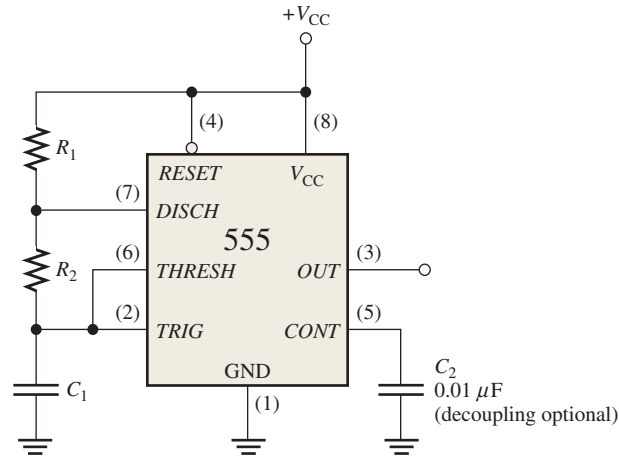 +VCC
(4)
(8)
R1
RESET
VCC
(7)
DISCH
555
(6)
(3)
R2
THRESH
OUT
(2)
(5)
TRIG
CONT
C2
GND
0.01 μF
C1
(1)
(decoupling optional)